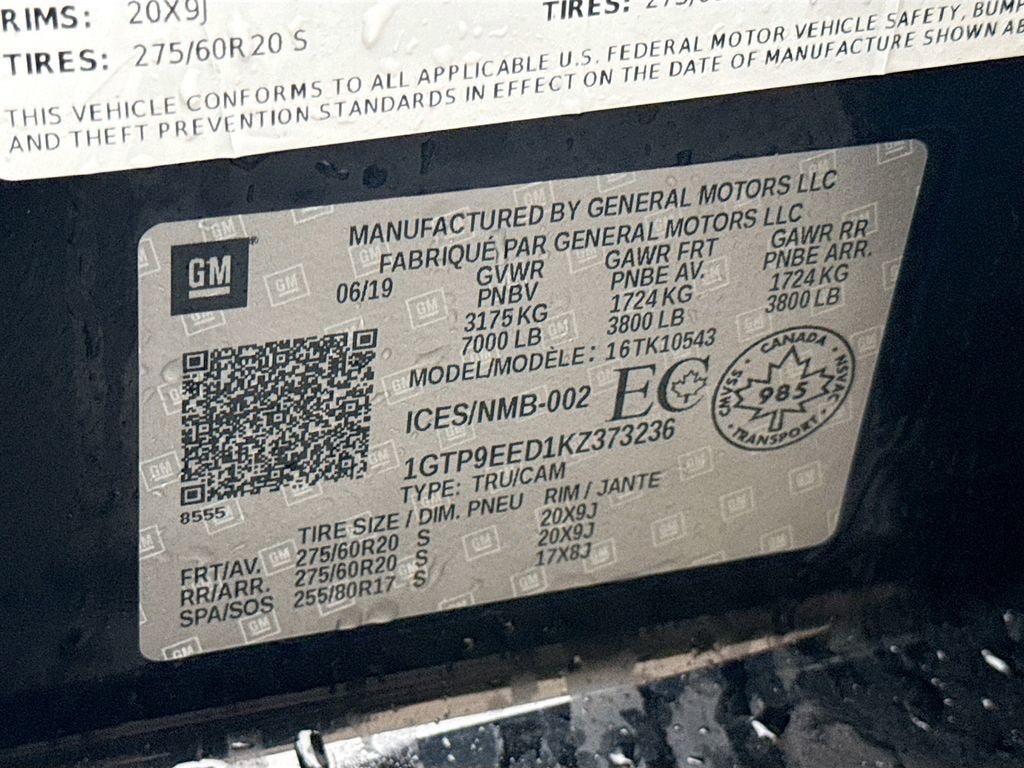 RIMS: 20X9J
TIRES: 275/60R20 S
TIRES:
THIS VEHICLE CONFORMS TO ALL APPLICABLE U.S. FEDERAL MOTOR VEHICLE SAFETY,
AND THEFT PREVENTION STANDARDS IN EFFECT ON THE DATE OF MANUFACTURE SHOWN
GM
MANUFACTURED BY GENERAL MOTORS LLC
FABRIQUÉ PAR GENERAL MOTORS LLC
06/19 GVWR GAWR FRT GAWR RR
PNBV PNBE AV. PNBE ARR.
3175 KG 1724 KG 1724 KG
7000 LB 3800 LB 3800 LB
MODEL/MODÈLE: 16TK10543
ICES/NMB-002 EC
CANADA
CMVSS 985 NSVAC
TRANSPORT
1GTP9EED1KZ373236
TYPE: TRU/CAM
8555
TIRE SIZE / DIM. PNEU RIM / JANTE
FRT/AV. 275/60R20 S 20X9J
RR/ARR. 275/60R20 S 20X9J
SPA/SOS 255/80R17 S 17X8J